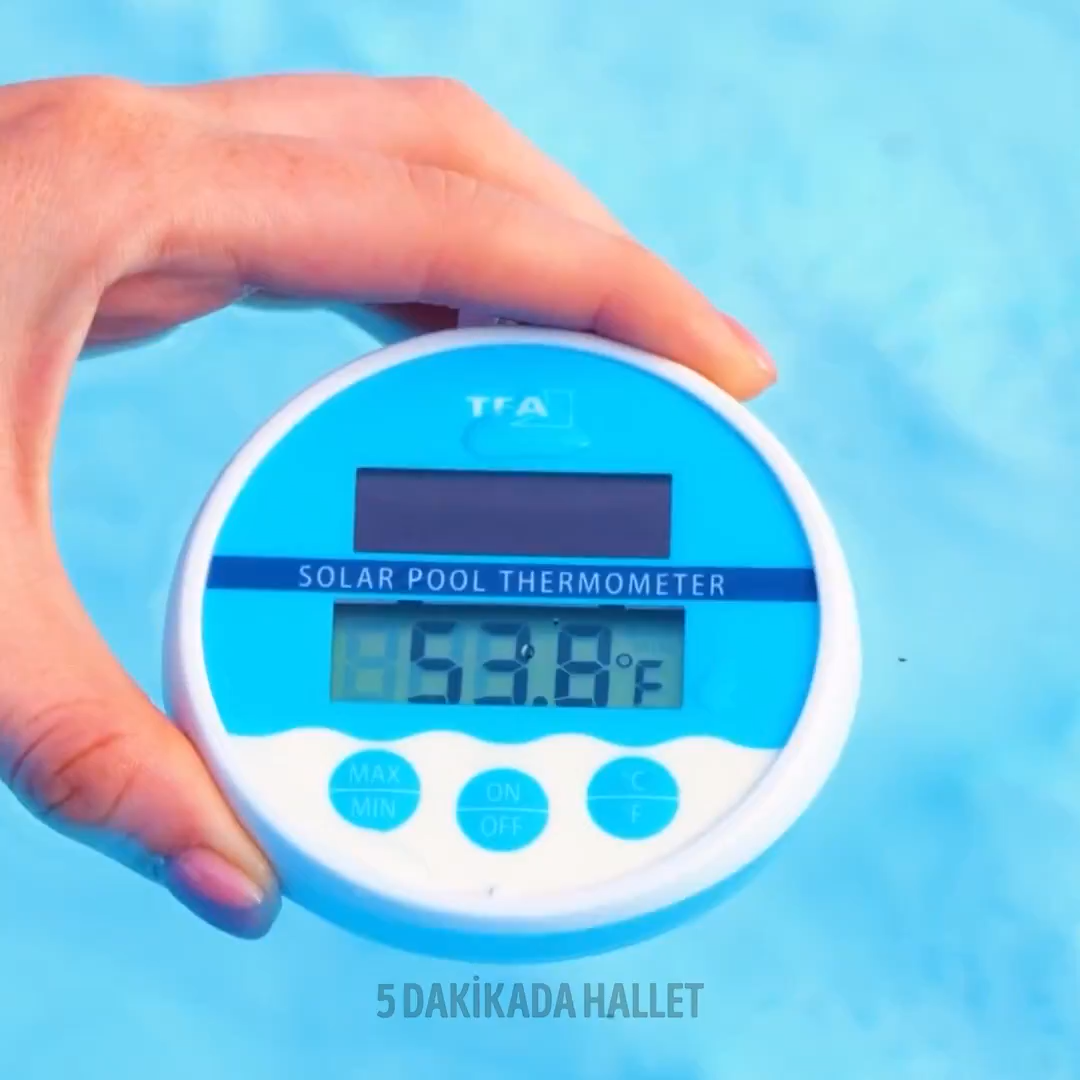 TFA
SOLAR POOL THERMOMETER
53.8°F
MAX
MIN
ON
OFF
°C
F
5 DAKİKADA HALLET